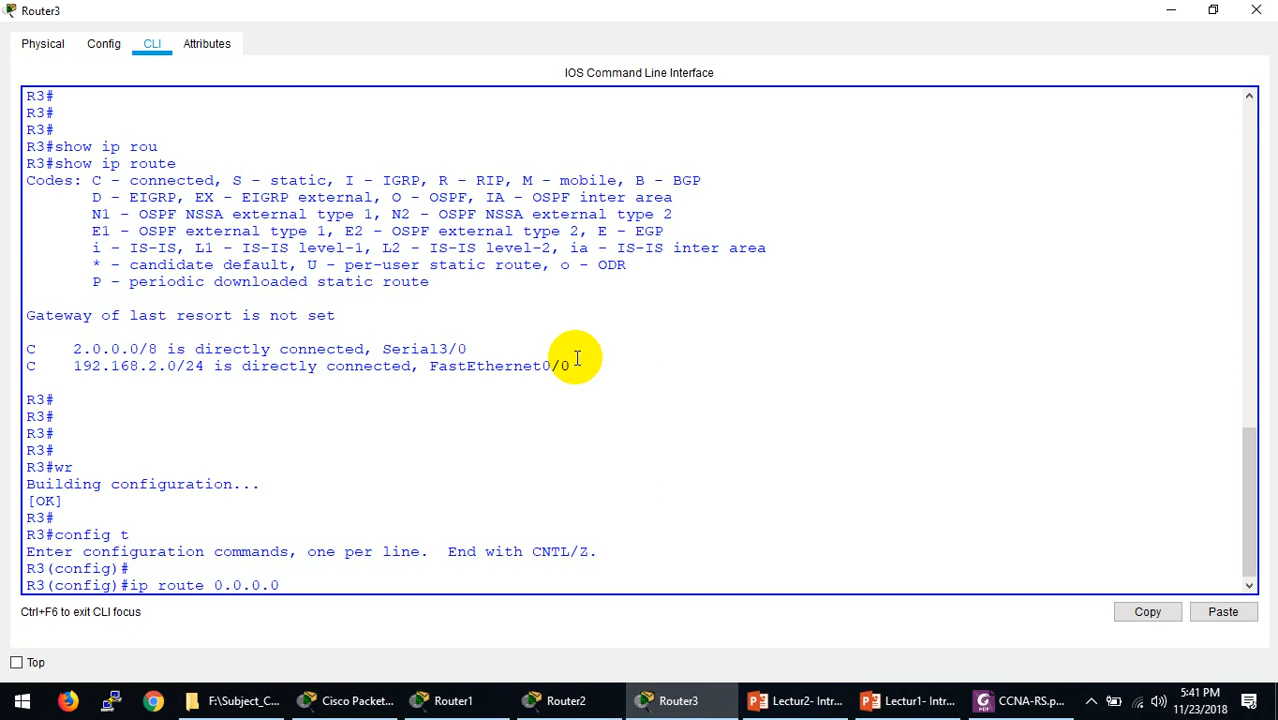 Router3
Physical Config CLI Attributes
IOS Command Line Interface
R3#
R3#
R3#
R3#show ip rou
R3#show ip route
Codes: C - connected, S - static, I - IGRP, R - RIP, M - mobile, B - BGP
D - EIGRP, EX - EIGRP external, O - OSPF, IA - OSPF inter area
N1 - OSPF NSSA external type 1, N2 - OSPF NSSA external type 2
E1 - OSPF external type 1, E2 - OSPF external type 2, E - EGP
i - IS-IS, L1 - IS-IS level-1, L2 - IS-IS level-2, ia - IS-IS inter area
* - candidate default, U - per-user static route, o - ODR
P - periodic downloaded static route
Gateway of last resort is not set
C 2.0.0.0/8 is directly connected, Serial3/0
C 192.168.2.0/24 is directly connected, FastEthernet0/0
R3#
R3#
R3#
R3#
R3#wr
Building configuration...
[OK]
R3#
R3#config t
Enter configuration commands, one per line. End with CNTL/Z.
R3(config)#
R3(config)#ip route 0.0.0.0
Ctrl+F6 to exit CLI focus
Copy Paste
Top
F:\Subject_C... Cisco Packet... Router1 Router2 Router3 Lectur2- Intr... Lectur1- Intr... CCNA-RS.p... 5:41 PM
11/23/2018